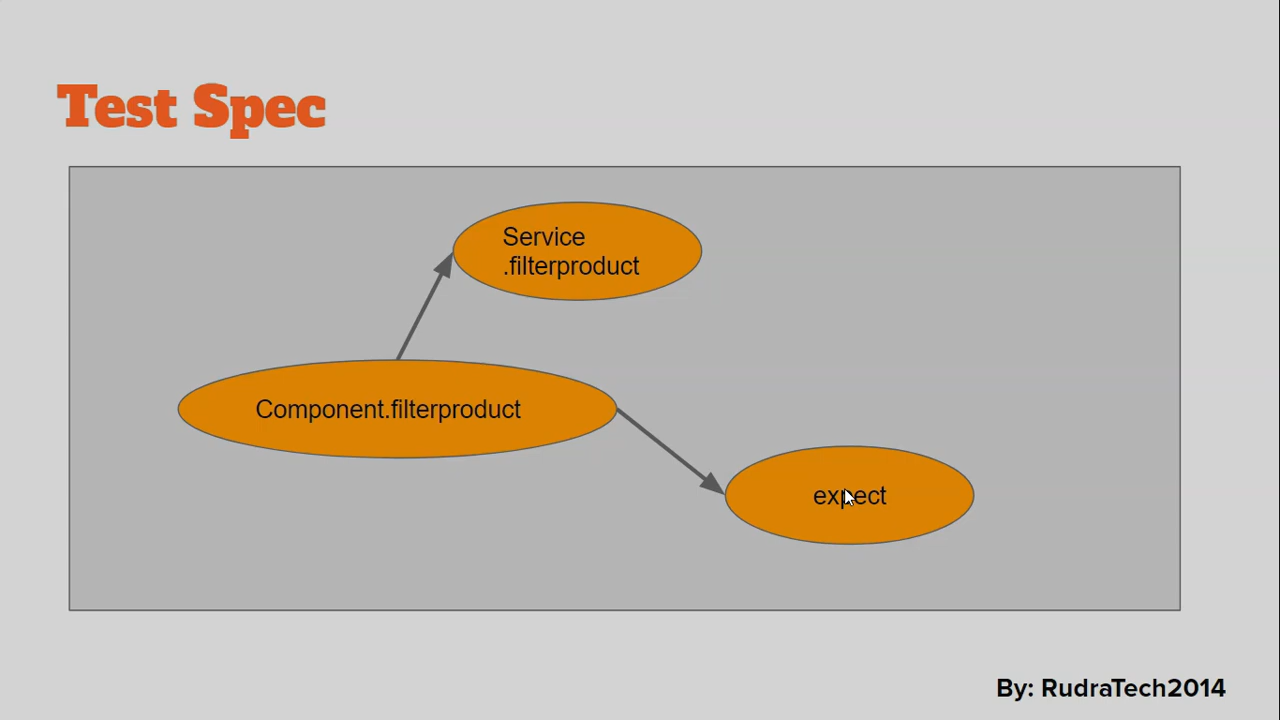 Test Spec
Service
.filterproduct
Component.filterproduct
expect
By: RudraTech2014